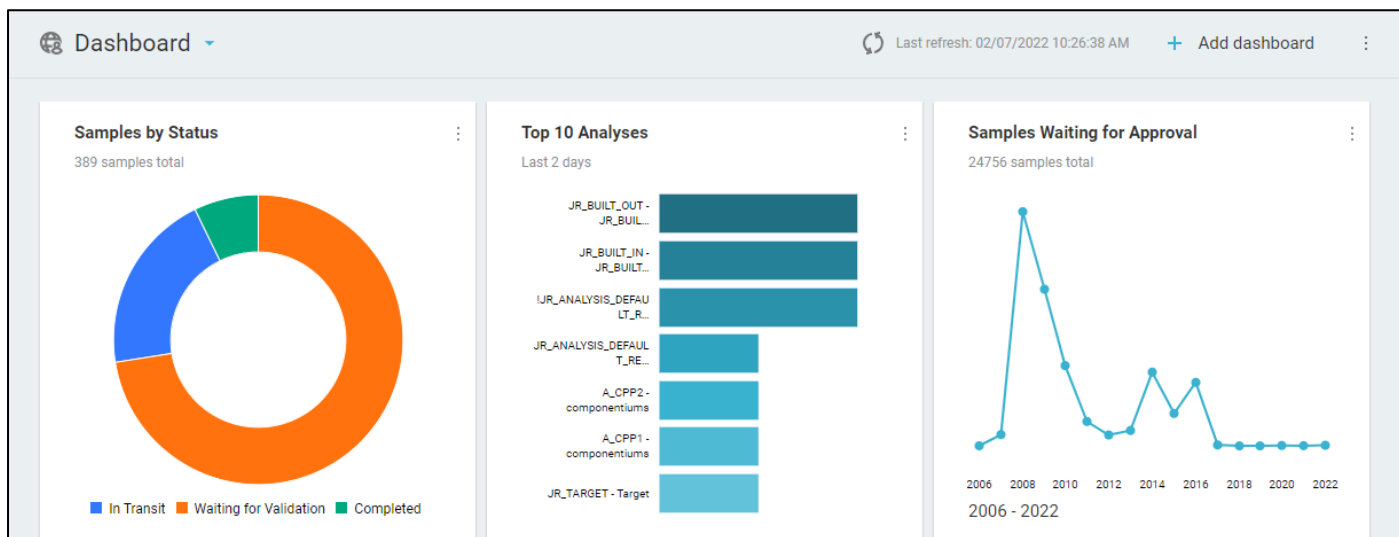 Dashboard
Last refresh: 02/07/2022 10:26:38 AM
+ Add dashboard
Samples by Status
389 samples total
In Transit
Waiting for Validation
Completed
Top 10 Analyses
Last 2 days
JR_BUILT_OUT -
JR_BUIL...
JR_BUILT_IN -
JR_BUILT...
!JR_ANALYSIS_DEFAU
LT_R...
JR_ANALYSIS_DEFAUL
T_RE...
A_CPP2 -
componentiums
A_CPP1 -
componentiums
JR_TARGET - Target
Samples Waiting for Approval
24756 samples total
2006 2008 2010 2012 2014 2016 2018 2020 2022
2006 - 2022